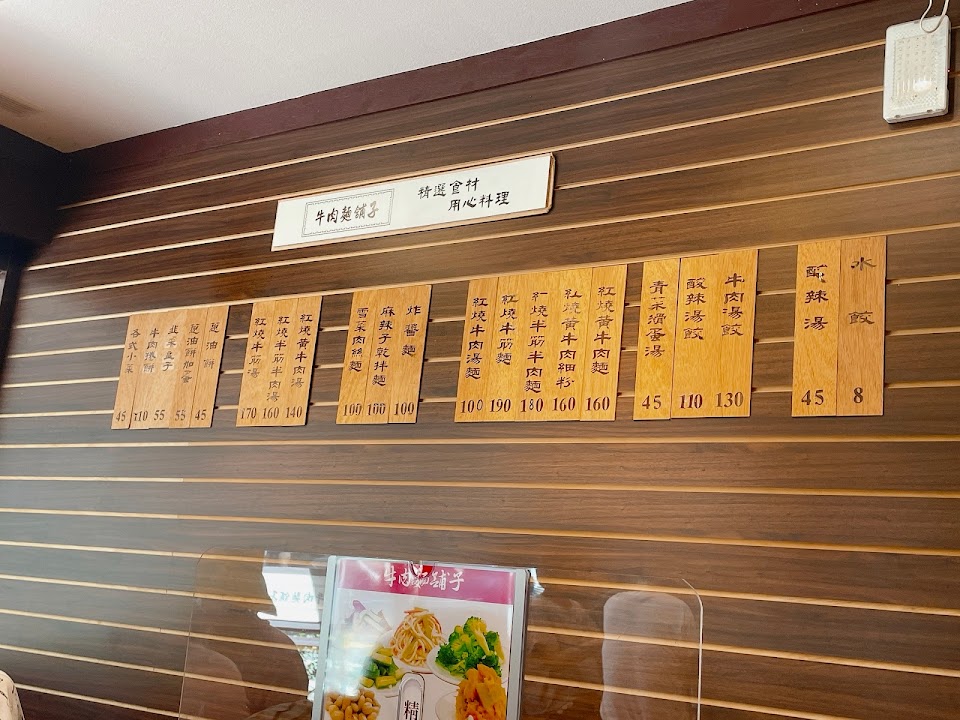 牛肉麵舖子
精選食材
用心料理
水餃 8
酸辣湯 45
牛肉湯餃 130
酸辣湯餃 110
青菜滑蛋湯 45
紅燒黃牛肉麵 160
紅燒黃牛肉細粉 160
紅燒半筋半肉麵 180
紅燒牛筋麵 190
紅燒牛肉湯麵 100
炸醬麵 100
麻辣子乾拌麵 100
雪菜肉絲麵 100
紅燒黃牛肉湯 140
紅燒半筋半肉湯 160
紅燒牛筋湯 170
蔥油餅 45
蔥油餅加蛋 55
韭菜盒子 55
牛肉捲餅 110
各式小菜 45
牛肉麵舖子
精